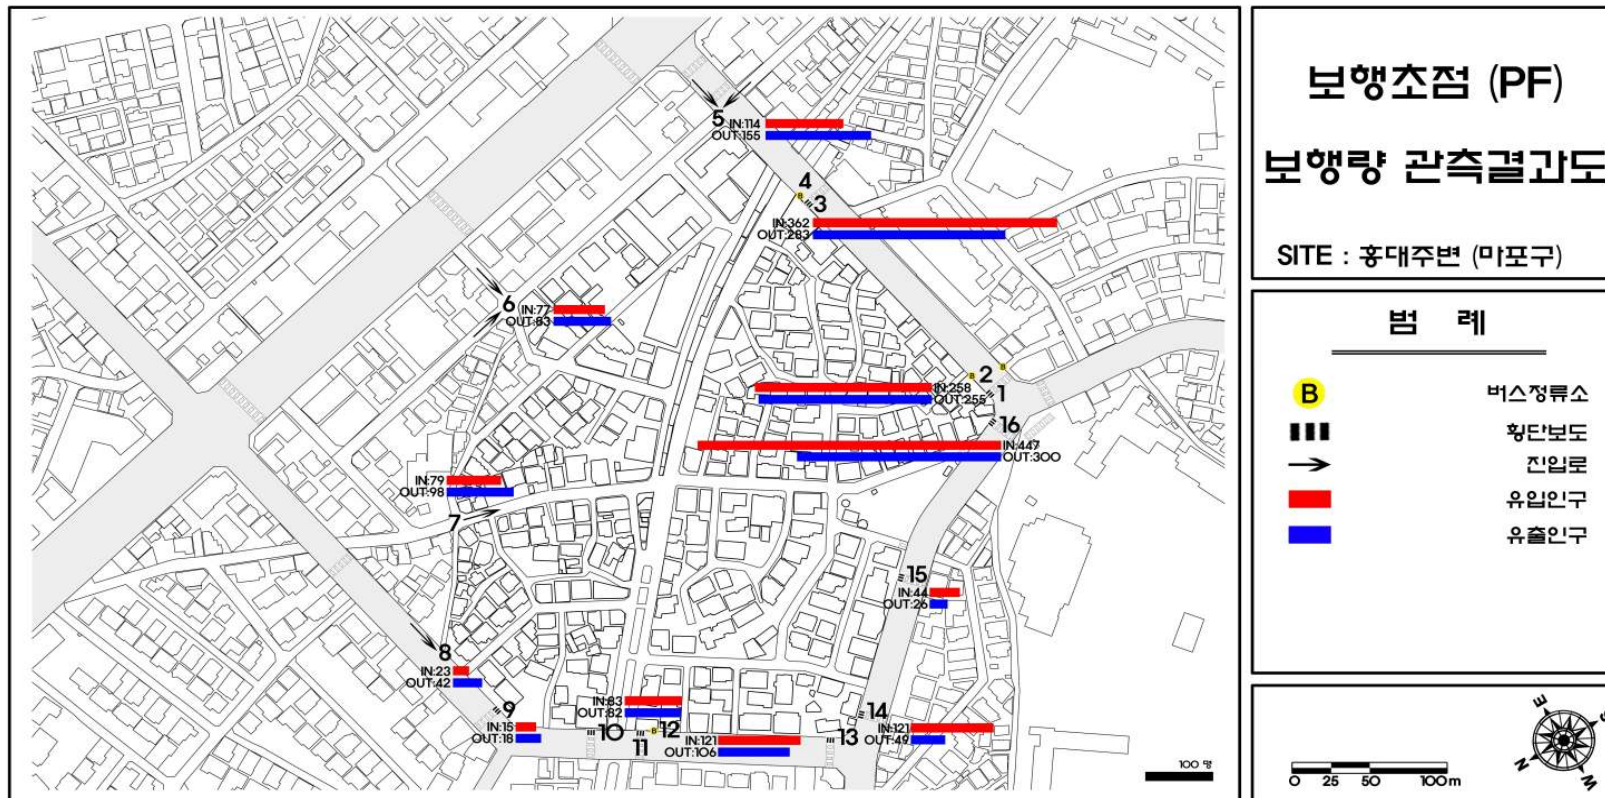 5
IN:114
OUT:155
4
B
3
IN:362
OUT:283
6
IN:77
OUT:83
B
B
2
1
IN:258
OUT:255
16
IN:447
OUT:300
IN:79
OUT:98
7
15
IN:44
OUT:26
8
IN:23
OUT:42
9
IN:15
OUT:18
IN:83
OUT:82
10
11
B
12
IN:121
OUT:106
13
14
IN:121
OUT:49
100 명
보행초점 (PF)
보행량 관측결과도
SITE : 홍대주변 (마포구)
범 례
B 버스정류소
횡단보도
진입로
유입인구
유출인구
0 25 50 100m
E
S
N
W